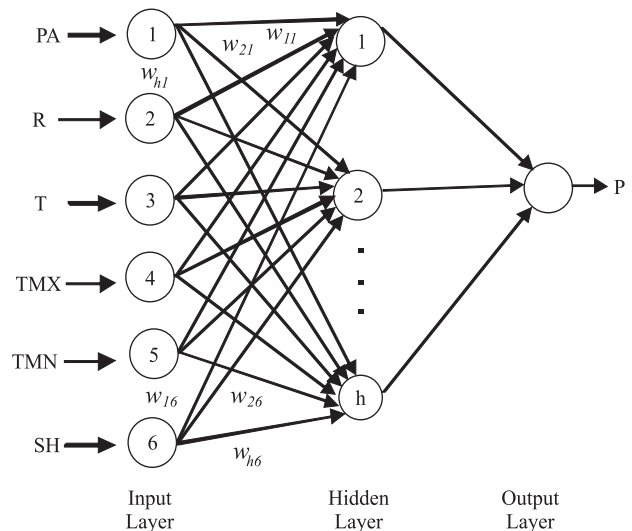 PA
1
w11
1
w21
wh1
R
2
T
3
2
P
TMX
4
TMN
5
w16
w26
h
SH
6
wh6
Input Layer
Hidden Layer
Output Layer